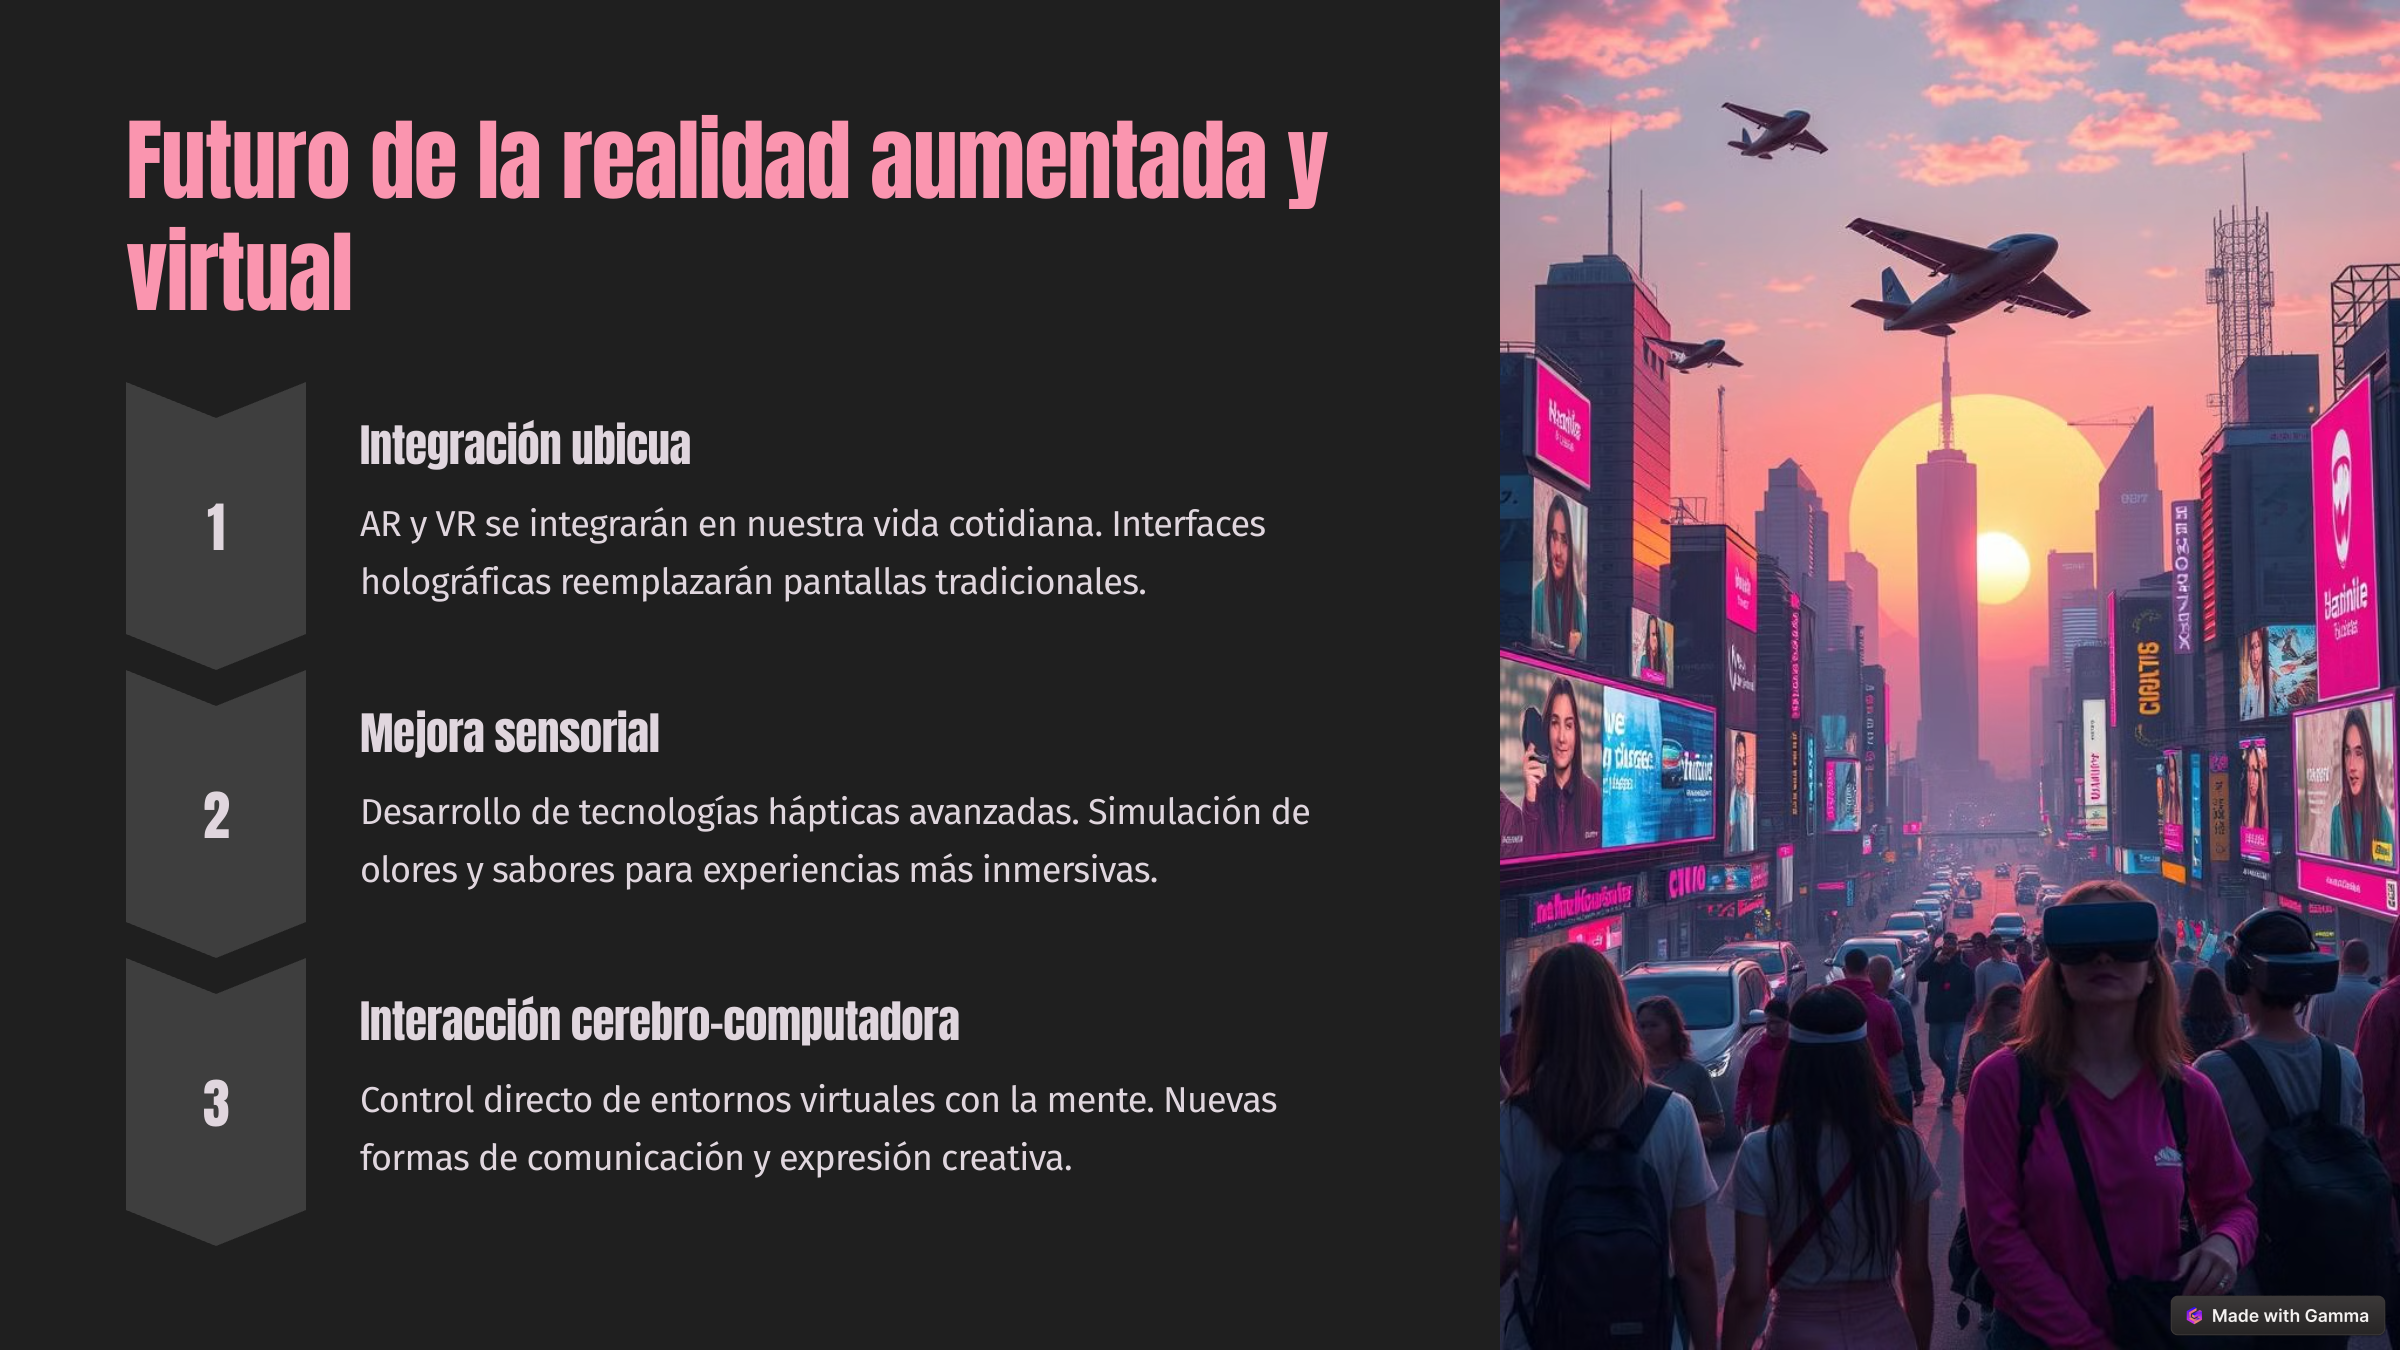 Futuro de la realidad aumentada y
virtual
1
Integración ubicua
AR y VR se integrarán en nuestra vida cotidiana. Interfaces
holográficas reemplazarán pantallas tradicionales.
2
Mejora sensorial
Desarrollo de tecnologías hápticas avanzadas. Simulación de
olores y sabores para experiencias más inmersivas.
3
Interacción cerebro-computadora
Control directo de entornos virtuales con la mente. Nuevas
formas de comunicación y expresión creativa.
Made with Gamma